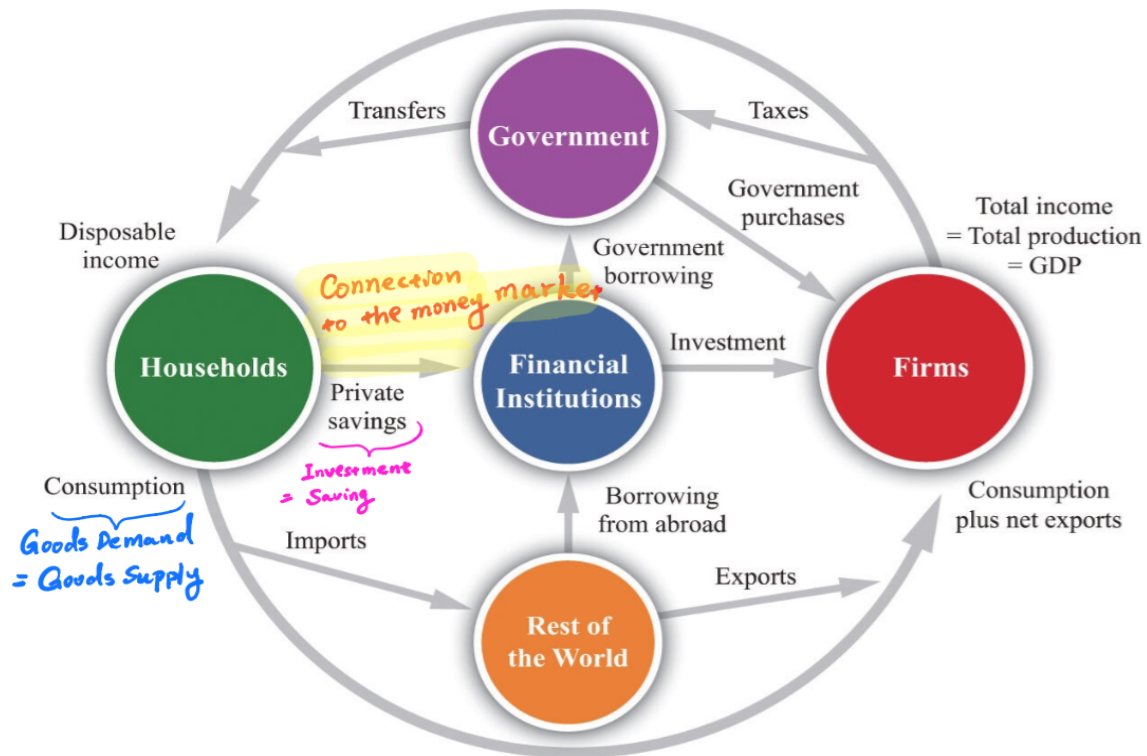 Transfers
Government
Taxes
Government
purchases
Total income
= Total production
= GDP
Disposable
income
Government
borrowing
Connection
to the money market
Households
Financial
Institutions
Investment
Firms
Private
savings
Investment
= Saving
Consumption
Goods Demand
= Goods Supply
Imports
Borrowing
from abroad
Consumption
plus net exports
Exports
Rest of
the World